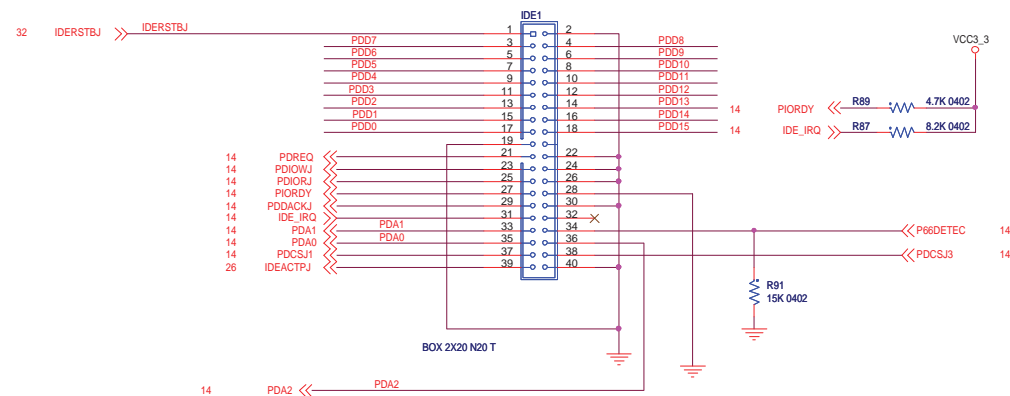 IDE1
32 IDERSTBJ IDERSTBJ 1 2
PDD7 3 4 PDD8
PDD6 5 6 PDD9
PDD5 7 8 PDD10
PDD4 9 10 PDD11
PDD3 11 12 PDD12
PDD2 13 14 PDD13
PDD1 15 16 PDD14
PDD0 17 18 PDD15
19
14 PDREQ 21 22
14 PDIOWJ 23 24
14 PDIORJ 25 26
14 PIORDY 27 28
14 PDDACKJ 29 30
14 IDE_IRQ 31 32
14 PDA1 PDA1 33 34 P66DETEC 14
14 PDA0 PDA0 35 36
14 PDCSJ1 37 38 PDCSJ3 14
26 IDEACTPJ 39 40
VCC3_3
14 PIORDY R89 4.7K 0402
14 IDE_IRQ R87 8.2K 0402
R91
15K 0402
BOX 2X20 N20 T
14 PDA2 PDA2